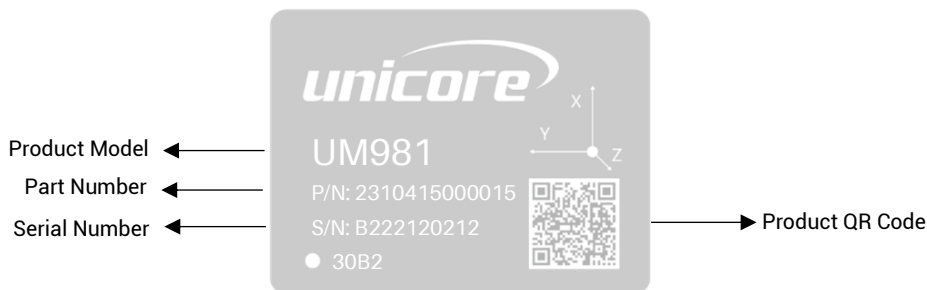 unicore
X
Y
Z
Product Model
UM981
Part Number
P/N: 2310415000015
Serial Number
S/N: B222120212
Product QR Code
30B2